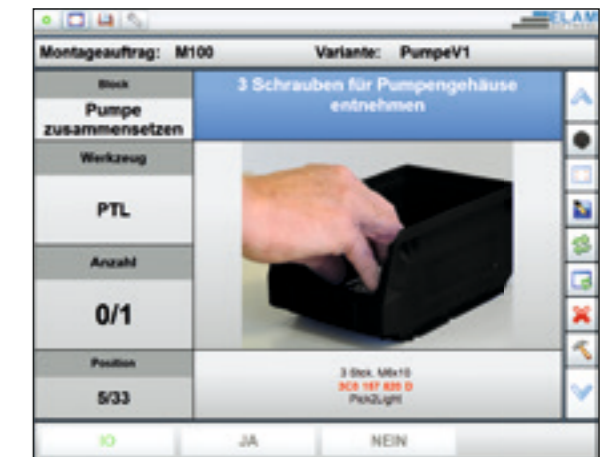 ELAM
Montageauftrag: M100 Variante: PumpeV1
Block
Pumpe
zusammensetzen
3 Schrauben für Pumpengehäuse
entnehmen
Werkzeug
PTL
Anzahl
0/1
Position
5/33
3 Stck. M6x10
Pick2Light
IO JA NEIN